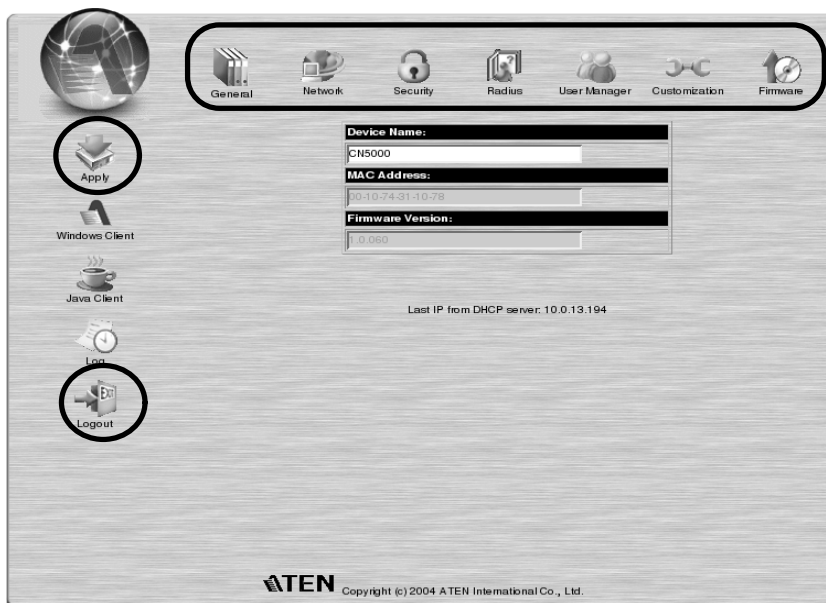 General Network Security Radius User Manager Customization Firmware
Apply
Windows Client
Java Client
Log
EXIT
Logout
Device Name:
CN5000
MAC Address:
00-10-74-31-10-78
Firmware Version:
1.0.060
Last IP from DHCP server: 10.0.13.194
ATEN Copyright (c) 2004 ATEN International Co., Ltd.